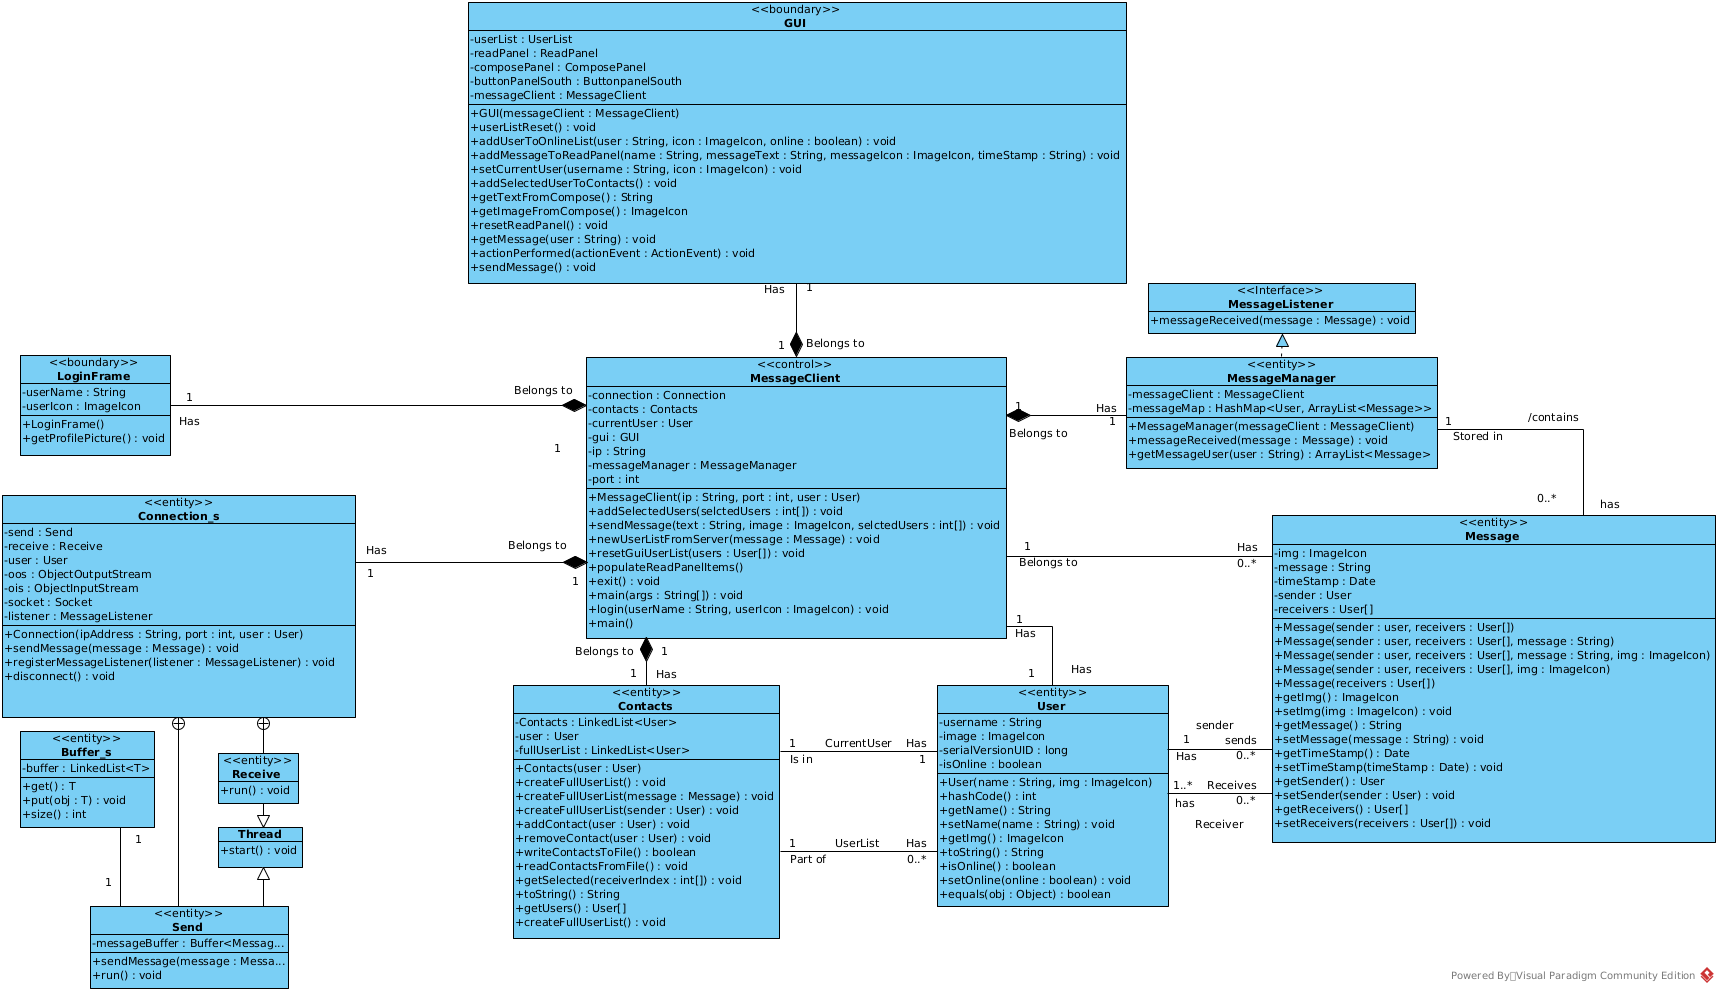 <<boundary>>
GUI
-userList : UserList
-readPanel : ReadPanel
-composePanel : ComposePanel
-buttonPanelSouth : ButtonpanelSouth
-messageClient : MessageClient
+GUI(messageClient : MessageClient)
+userListReset() : void
+addUserToOnlineList(user : String, icon : ImageIcon, online : boolean) : void
+addMessageToReadPanel(name : String, messageText : String, messageIcon : ImageIcon, timeStamp : String) : void
+setCurrentUser(username : String, icon : ImageIcon) : void
+addSelectedUserToContacts() : void
+getTextFromCompose() : String
+getImageFromCompose() : ImageIcon
+resetReadPanel() : void
+getMessage(user : String) : void
+actionPerformed(actionEvent : ActionEvent) : void
+sendMessage() : void
Has
1
1
Belongs to
<<Interface>>
MessageListener
+messageReceived(message : Message) : void
<<boundary>>
LoginFrame
-userName : String
-userIcon : ImageIcon
+LoginFrame()
+getProfilePicture() : void
1
Has
Belongs to
1
<<control>>
MessageClient
-connection : Connection
-contacts : Contacts
-currentUser : User
-gui : GUI
-ip : String
-messageManager : MessageManager
-port : int
+MessageClient(ip : String, port : int, user : User)
+addSelectedUsers(selctedUsers : int[]) : void
+sendMessage(text : String, image : ImageIcon, selctedUsers : int[]) : void
+newUserListFromServer(message : Message) : void
+resetGuiUserList(users : User[]) : void
+populateReadPanelItems()
+exit() : void
+main(args : String[]) : void
+login(userName : String, userIcon : ImageIcon) : void
+main()
1
Belongs to
Has
1
<<entity>>
MessageManager
-messageClient : MessageClient
-messageMap : HashMap<User, ArrayList<Message>>
+MessageManager(messageClient : MessageClient)
+messageReceived(message : Message) : void
+getMessageUser(user : String) : ArrayList<Message>
1
Stored in
/contains
0..*
has
<<entity>>
Connection_s
-send : Send
-receive : Receive
-user : User
-oos : ObjectOutputStream
-ois : ObjectInputStream
-socket : Socket
-listener : MessageListener
+Connection(ipAddress : String, port : int, user : User)
+sendMessage(message : Message) : void
+registerMessageListener(listener : MessageListener) : void
+disconnect() : void
Has
1
Belongs to
1
1
Belongs to
Has
0..*
<<entity>>
Message
-img : ImageIcon
-message : String
-timeStamp : Date
-sender : User
-receivers : User[]
+Message(sender : user, receivers : User[])
+Message(sender : user, receivers : User[], message : String)
+Message(sender : user, receivers : User[], message : String, img : ImageIcon)
+Message(sender : user, receivers : User[], img : ImageIcon)
+Message(receivers : User[])
+getImg() : ImageIcon
+setImg(img : ImageIcon) : void
+getMessage() : String
+setMessage(message : String) : void
+getTimeStamp() : Date
+setTimeStamp(timeStamp : Date) : void
+getSender() : User
+setSender(sender : User) : void
+getReceivers() : User[]
+setReceivers(receivers : User[]) : void
1
Has
1
Has
Belongs to
1
1
Has
<<entity>>
Contacts
-Contacts : LinkedList<User>
-user : User
-fullUserList : LinkedList<User>
+Contacts(user : User)
+createFullUserList() : void
+createFullUserList(message : Message) : void
+createFullUserList(sender : User) : void
+addContact(user : User) : void
+removeContact(user : User) : void
+writeContactsToFile() : boolean
+readContactsFromFile() : void
+getSelected(receiverIndex : int[]) : void
+toString() : String
+getUsers() : User[]
+createFullUserList() : void
1
CurrentUser
Has
Is in
1
1
UserList
Has
Part of
0..*
<<entity>>
User
-username : String
-image : ImageIcon
-serialVersionUID : long
-isOnline : boolean
+User(name : String, img : ImageIcon)
+hashCode() : int
+getName() : String
+setName(name : String) : void
+getImg() : ImageIcon
+toString() : String
+isOnline() : boolean
+setOnline(online : boolean) : void
+equals(obj : Object) : boolean
sender
1
sends
Has
0..*
1..*
Receives
has
0..*
Receiver
<<entity>>
Buffer_s
-buffer : LinkedList<T>
+get() : T
+put(obj : T) : void
+size() : int
1
1
<<entity>>
Receive
+run() : void
Thread
+start() : void
<<entity>>
Send
-messageBuffer : Buffer<Messag...
+sendMessage(message : Messa...
+run() : void
Powered By Visual Paradigm Community Edition